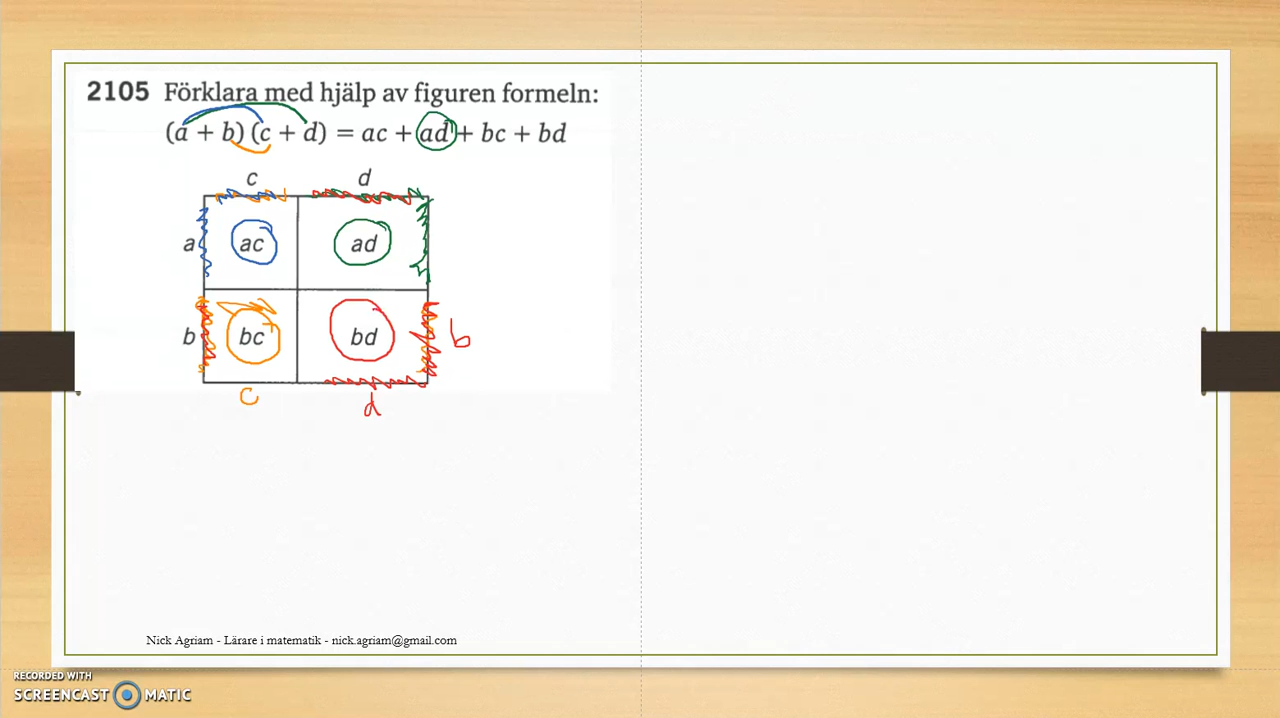 2105 Förklara med hjälp av figuren formeln:
(a + b)(c + d) = ac + ad + bc + bd
c d
a ac ad
b bc bd b
c d
Nick Agriam - Lärare i matematik - nick.agriam@gmail.com
RECORDED WITH
SCREENCAST MATIC